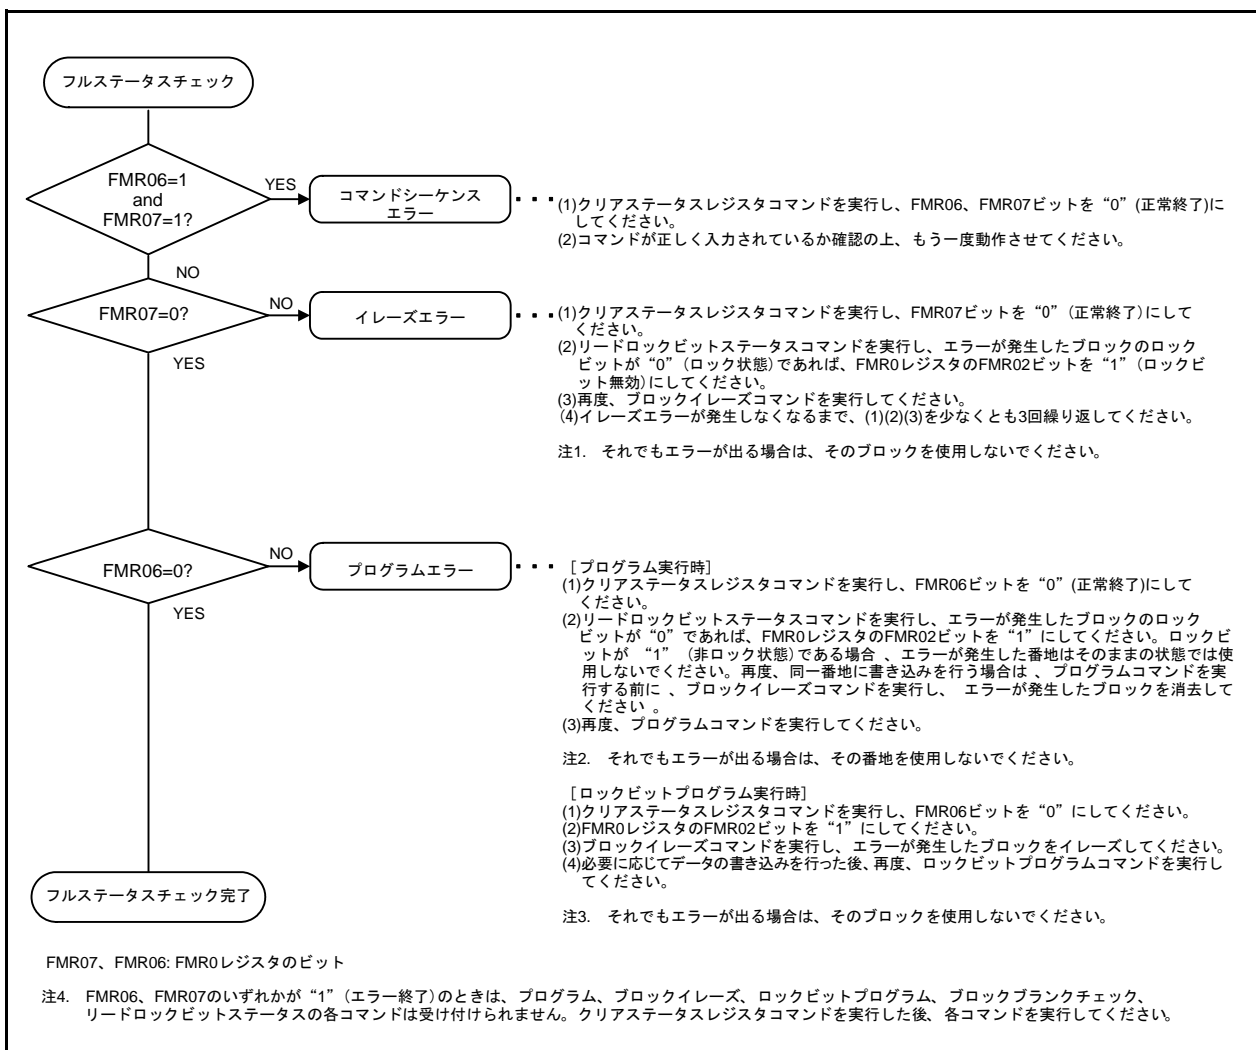 フルステータスチェック
FMR06=1
and
FMR07=1?
YES
コマンドシーケンス
エラー
(1)クリアステータスレジスタコマンドを実行し、FMR06、FMR07ビットを“0”(正常終了)に
してください。
(2)コマンドが正しく入力されているか確認の上、もう一度動作させてください。
NO
FMR07=0?
NO
イレーズエラー
(1)クリアステータスレジスタコマンドを実行し、FMR07ビットを“0”(正常終了)にして
ください。
(2)リードロックビットステータスコマンドを実行し、エラーが発生したブロックのロック
ビットが“0”(ロック状態)であれば、FMR0レジスタのFMR02ビットを“1”(ロックビ
ット無効)にしてください。
(3)再度、ブロックイレーズコマンドを実行してください。
(4)イレーズエラーが発生しなくなるまで、(1)(2)(3)を少なくとも3回繰り返してください。
注1. それでもエラーが出る場合は、そのブロックを使用しないでください。
YES
FMR06=0?
NO
プログラムエラー
[プログラム実行時]
(1)クリアステータスレジスタコマンドを実行し、FMR06ビットを“0”(正常終了)にして
ください。
(2)リードロックビットステータスコマンドを実行し、エラーが発生したブロックのロック
ビットが“0”であれば、FMR0レジスタのFMR02ビットを“1”にしてください。ロックビ
ットが “1” (非ロック状態)である場合 、エラーが発生した番地はそのままの状態では使
用しないでください。再度、同一番地に書き込みを行う場合は 、プログラムコマンドを実
行する前に 、ブロックイレーズコマンドを実行し、 エラーが発生したブロックを消去して
ください 。
(3)再度、プログラムコマンドを実行してください。
注2. それでもエラーが出る場合は、その番地を使用しないでください。
[ロックビットプログラム実行時]
(1)クリアステータスレジスタコマンドを実行し、FMR06ビットを“0”にしてください。
(2)FMR0レジスタのFMR02ビットを“1”にしてください。
(3)ブロックイレーズコマンドを実行し、エラーが発生したブロックをイレーズしてください。
(4)必要に応じてデータの書き込みを行った後、再度、ロックビットプログラムコマンドを実行し
てください。
注3. それでもエラーが出る場合は、そのブロックを使用しないでください。
YES
フルステータスチェック完了
FMR07、FMR06: FMR0レジスタのビット
注4. FMR06、FMR07のいずれかが“1”(エラー終了)のときは、プログラム、ブロックイレーズ、ロックビットプログラム、ブロックブランクチェック、
リードロックビットステータスの各コマンドは受け付けられません。クリアステータスレジスタコマンドを実行した後、各コマンドを実行してください。